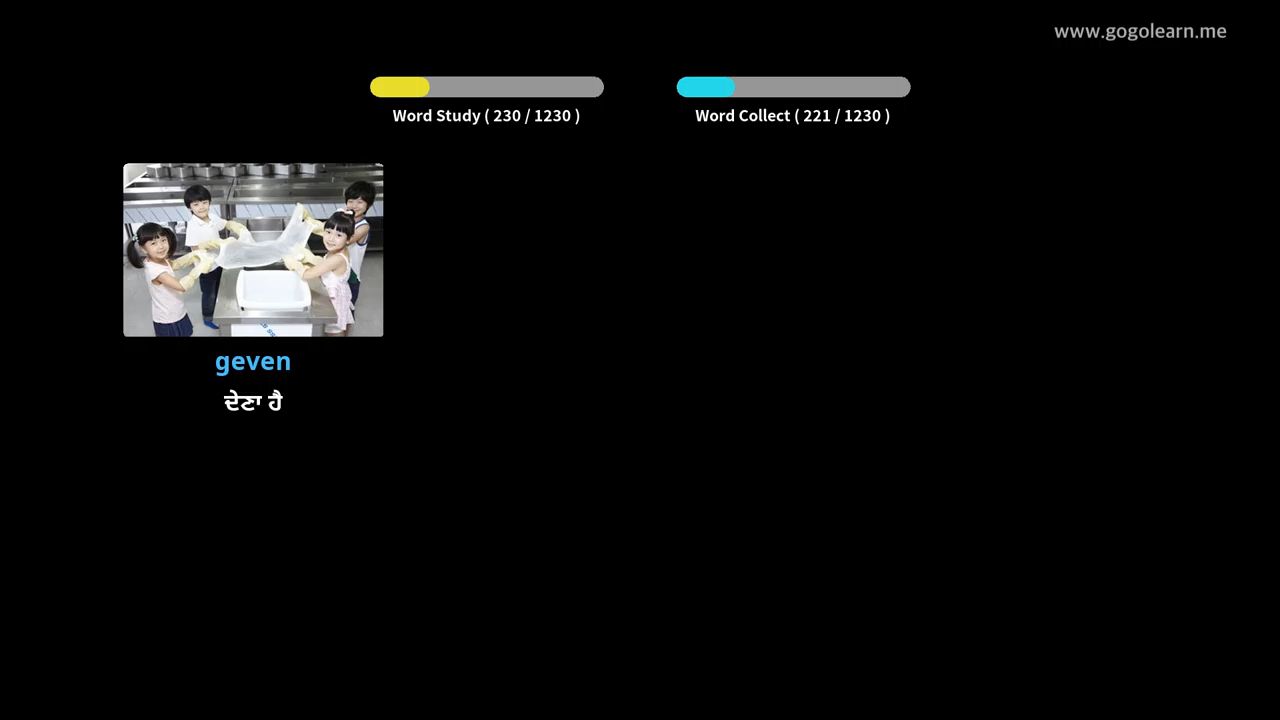 www.gogolearn.me
Word Study ( 230 / 1230 )
Word Collect ( 221 / 1230 )
geven
ਦੇਣਾ ਹੈ